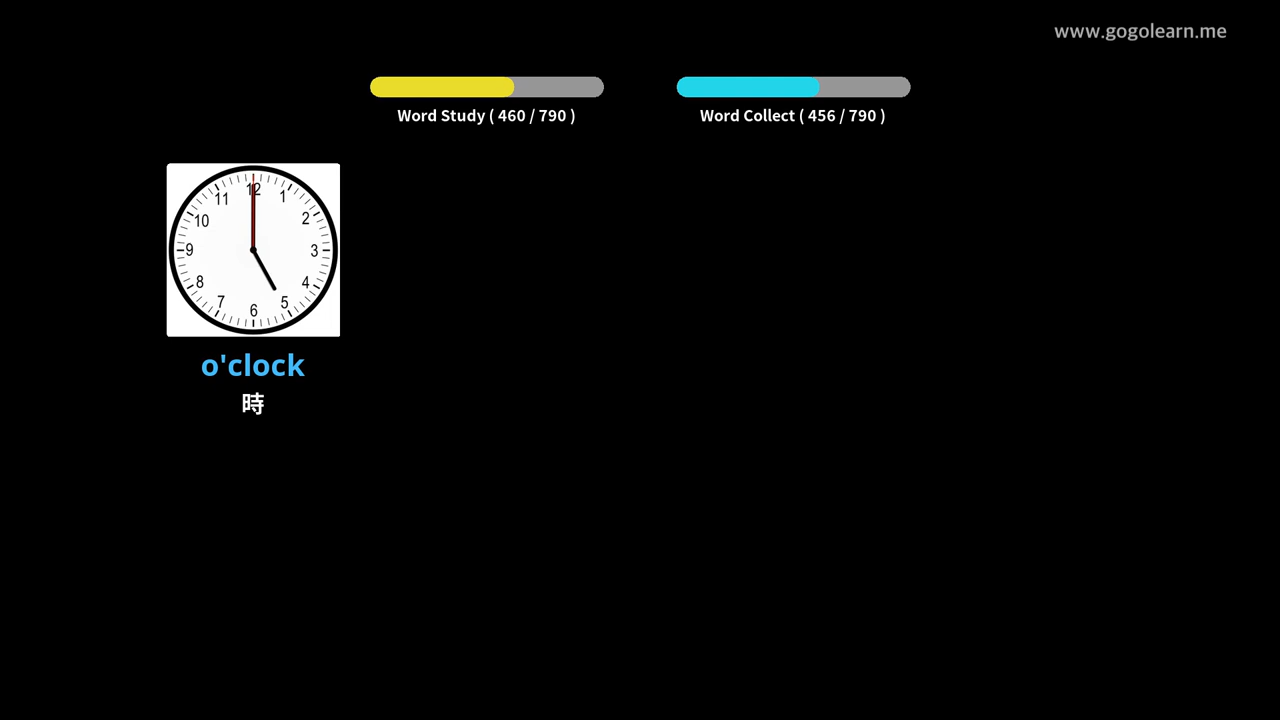 www.gogolearn.me
Word Study ( 460 / 790 )
Word Collect ( 456 / 790 )
12
11
1
10
2
9
3
8
4
7
5
6
o'clock
時